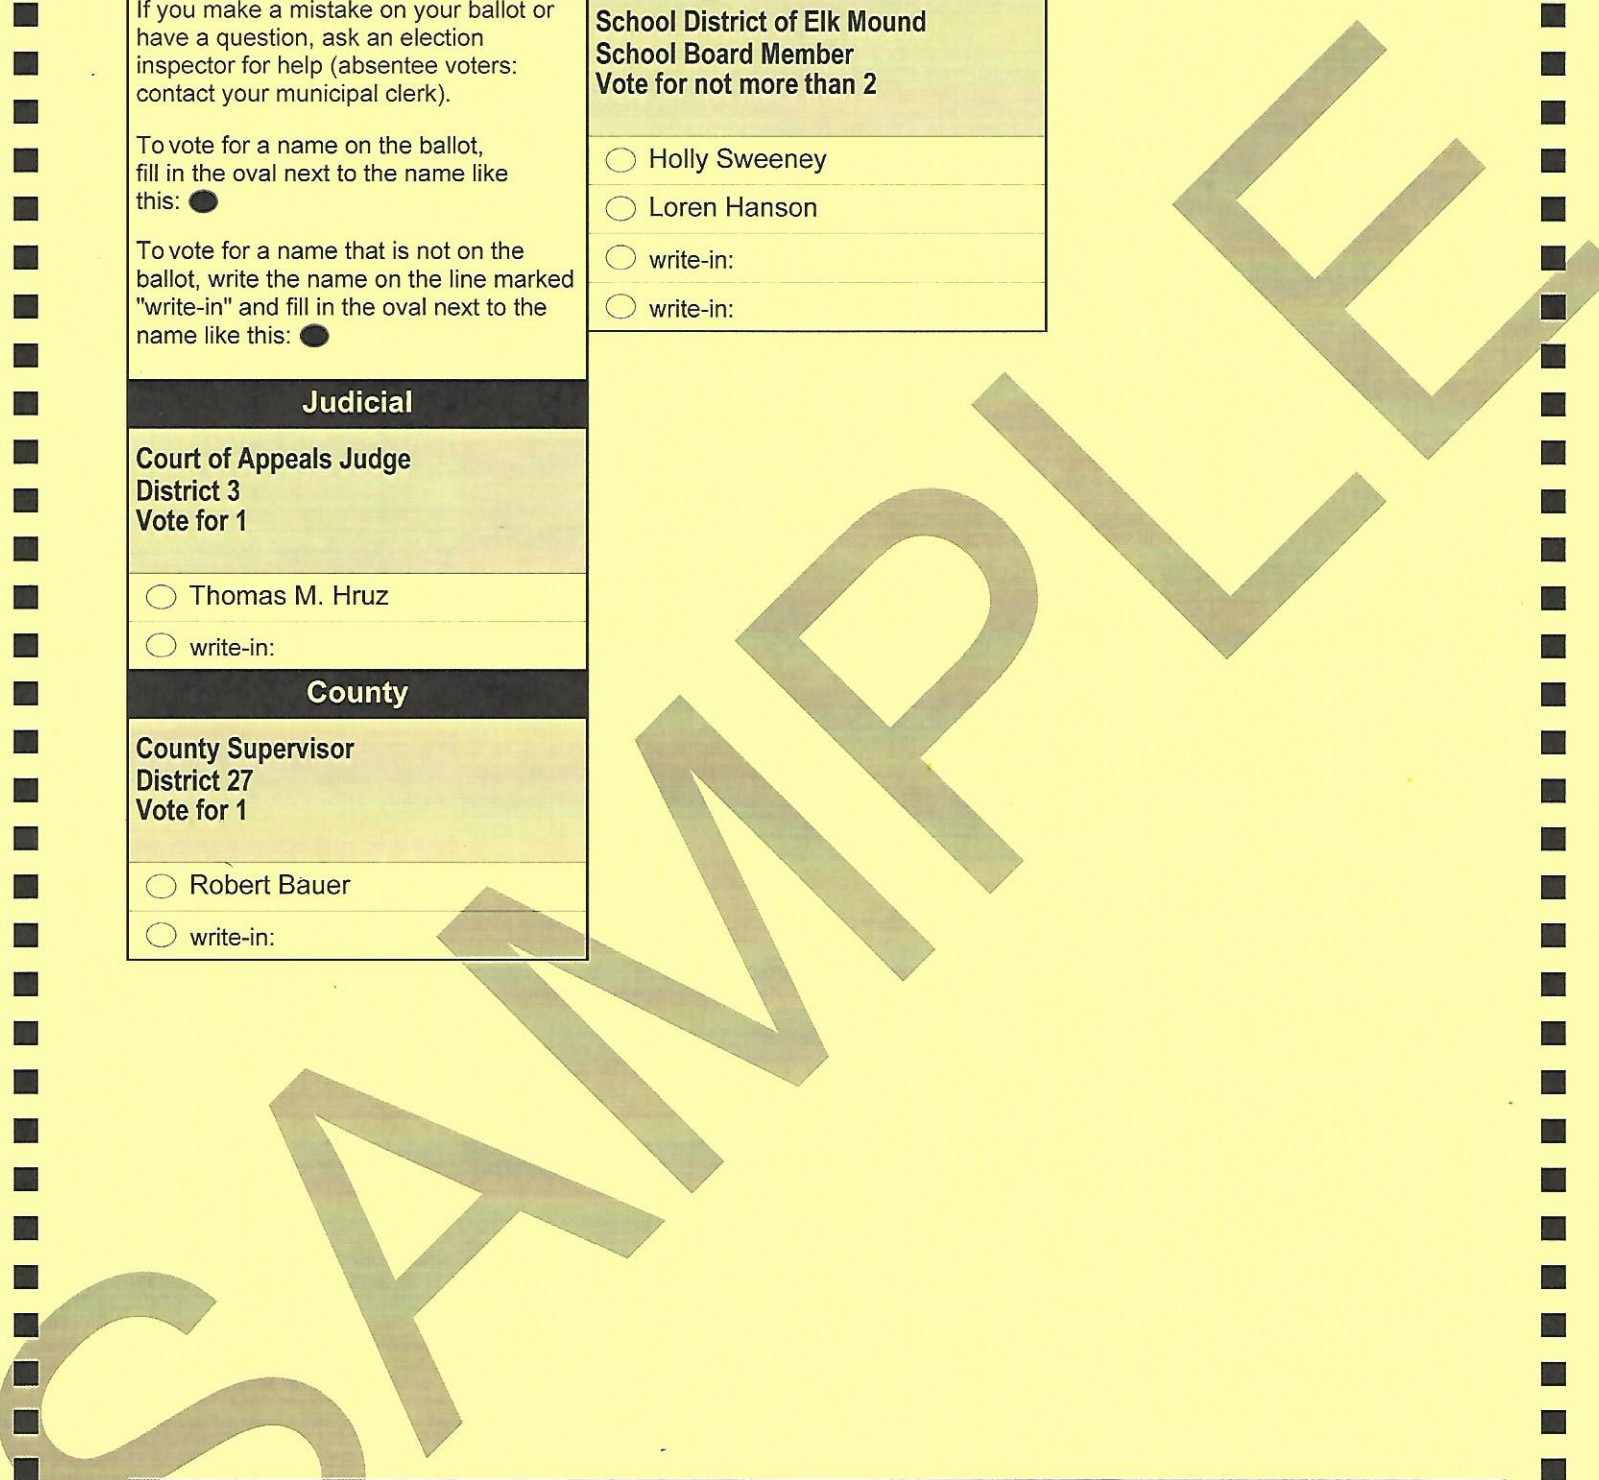 If you make a mistake on your ballot or
have a question, ask an election
inspector for help (absentee voters:
contact your municipal clerk).
To vote for a name on the ballot,
fill in the oval next to the name like
this:
To vote for a name that is not on the
ballot, write the name on the line marked
"write-in" and fill in the oval next to the
name like this:
Judicial
Court of Appeals Judge
District 3
Vote for 1
Thomas M. Hruz
write-in:
County
County Supervisor
District 27
Vote for 1
Robert Bauer
write-in:
School District of Elk Mound
School Board Member
Vote for not more than 2
Holly Sweeney
Loren Hanson
write-in:
write-in:
SAMPLE